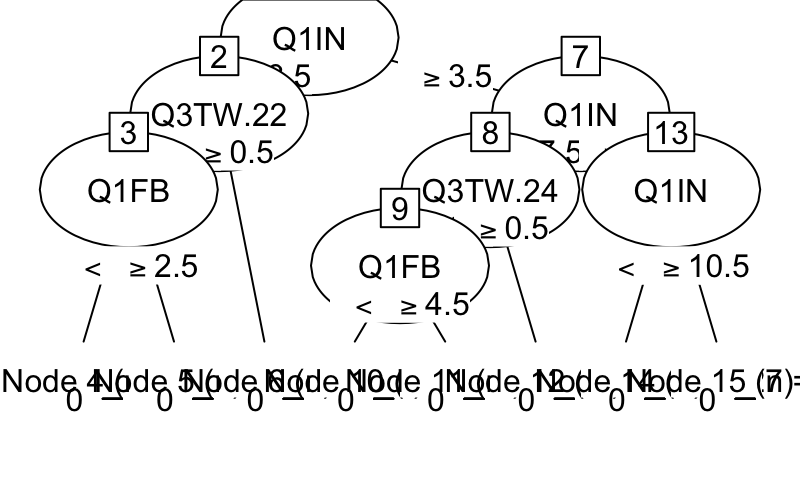 Q1IN
2
7
3.5
≥ 3.5
Q3TW.22
Q1IN
3
8
13
≥ 0.5
7.5
Q1FB
Q3TW.24
Q1IN
9
≥ 0.5
Q1FB
< ≥ 2.5
< ≥ 10.5
< ≥ 4.5
Node 4 ( Node 5 ( Node 6 ( Node 10 ( Node 11 ( Node 12 ( Node 14 ( Node 15 (n=
0 0 0 0 0 0 0 0